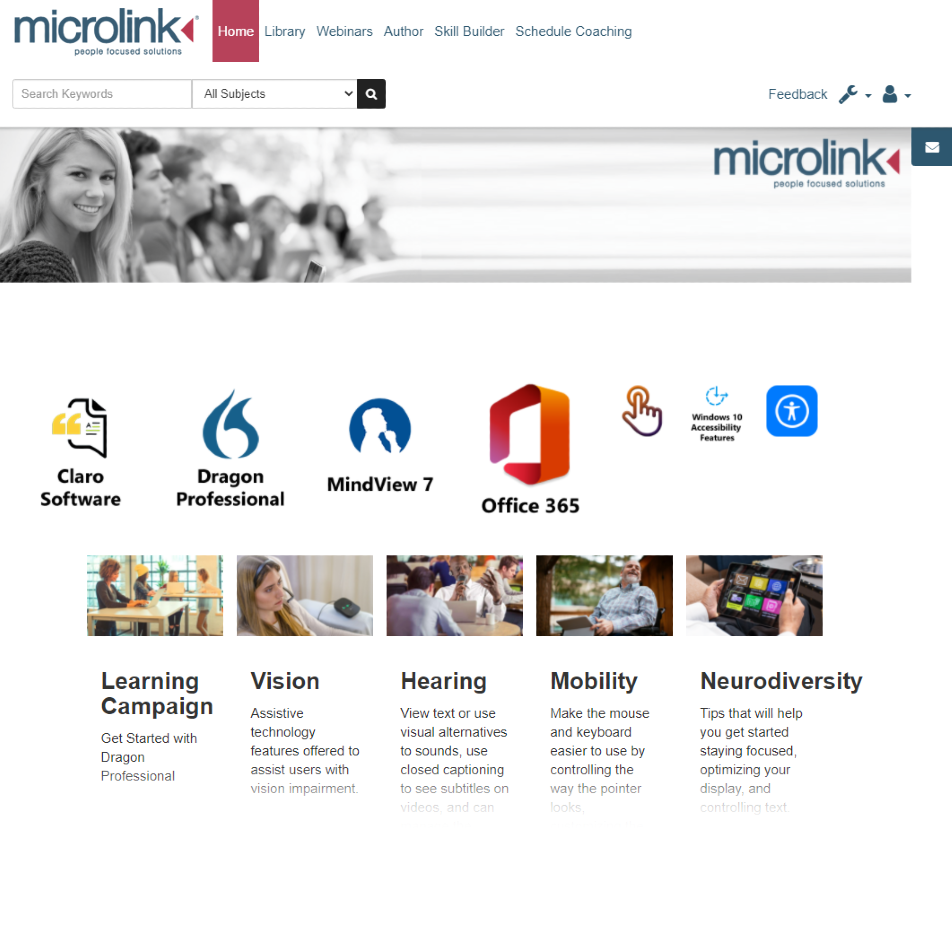 microlink
people focused solutions
Home Library Webinars Author Skill Builder Schedule Coaching
Search Keywords All Subjects
Feedback
microlink
people focused solutions
Claro
Software
Dragon
Professional
MindView 7
Office 365
Windows 10
Accessibility
Features
Learning
Campaign
Get Started with
Dragon
Professional
Vision
Assistive
technology
features offered to
assist users with
vision impairment.
Hearing
View text or use
visual alternatives
to sounds, use
closed captioning
to see subtitles on
videos, and can
Mobility
Make the mouse
and keyboard
easier to use by
controlling the
way the pointer
looks,
Neurodiversity
Tips that will help
you get started
staying focused,
optimizing your
display, and
controlling text.